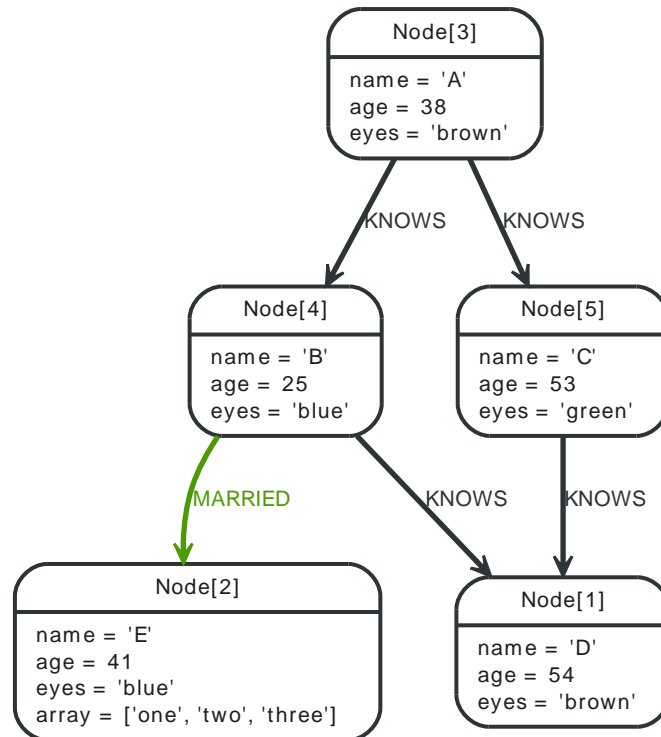 Node[3]
name = 'A'
age = 38
eyes = 'brown'
KNOWS
KNOWS
Node[4]
name = 'B'
age = 25
eyes = 'blue'
Node[5]
name = 'C'
age = 53
eyes = 'green'
MARRIED
KNOWS
KNOWS
Node[2]
name = 'E'
age = 41
eyes = 'blue'
array = ['one', 'two', 'three']
Node[1]
name = 'D'
age = 54
eyes = 'brown'